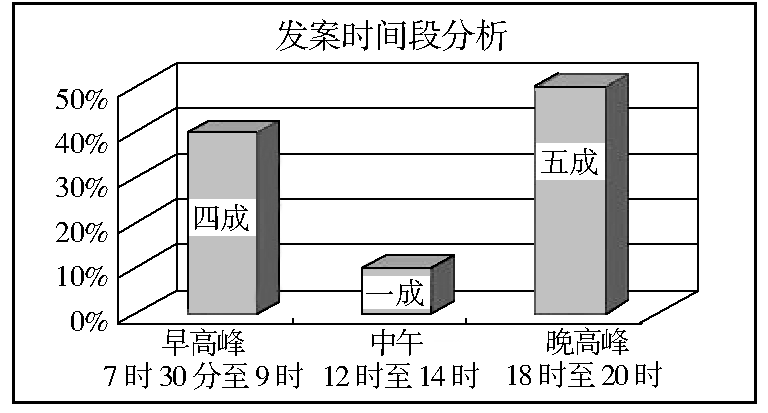 发案时间段分析
50%
40%
30%
20%
10%
0%
四成
一成
五成
早高峰 中午 晚高峰
7时30分至9时 12时至14时 18时至20时